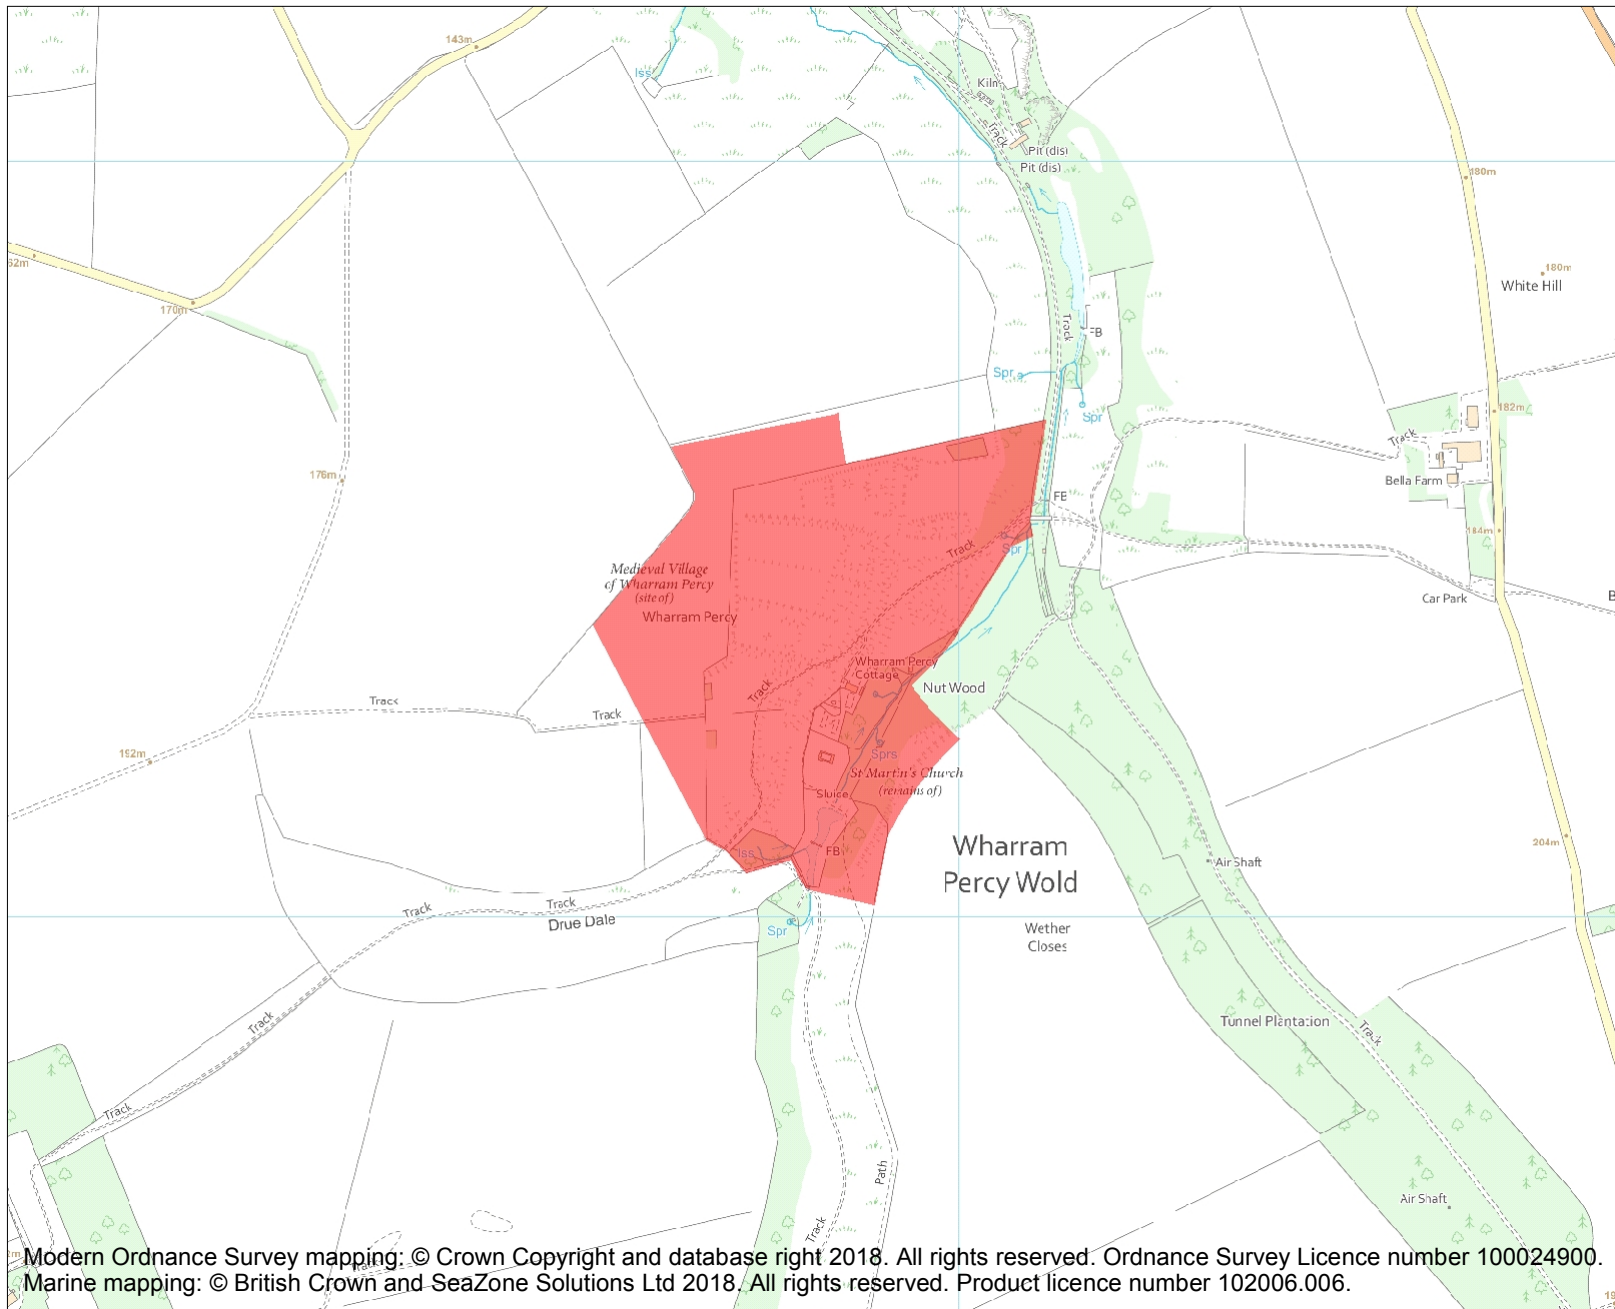 143m
Iss
Kiln
Track
Pit (dis)
Pit (dis)
180m
62m
170m
180m
White Hill
Track
FB
Spr
Spr
182m
Track
176m
Bella Farm
FB
184m
Spr
Track
Medieval Village
of Wharram Percy
(site of)
Car Park
B
Wharram Percy
Wharram Percy
Cottage
Nut Wood
Track
Track
Track
192m
Sprs
St Martin's Church
(remains of)
Sluice
Wharram
Percy Wold
204m
Iss
FB
Air Shaft
Track
Track
Drue Dale
Spr
Wether
Closes
Track
Tunnel Plantation
Track
Track
Path
Air Shaft
Track
Track
Modern Ordnance Survey mapping: © Crown Copyright and database right 2018. All rights reserved. Ordnance Survey Licence number 100024900.
Marine mapping: © British Crown and SeaZone Solutions Ltd 2018. All rights reserved. Product licence number 102006.006.